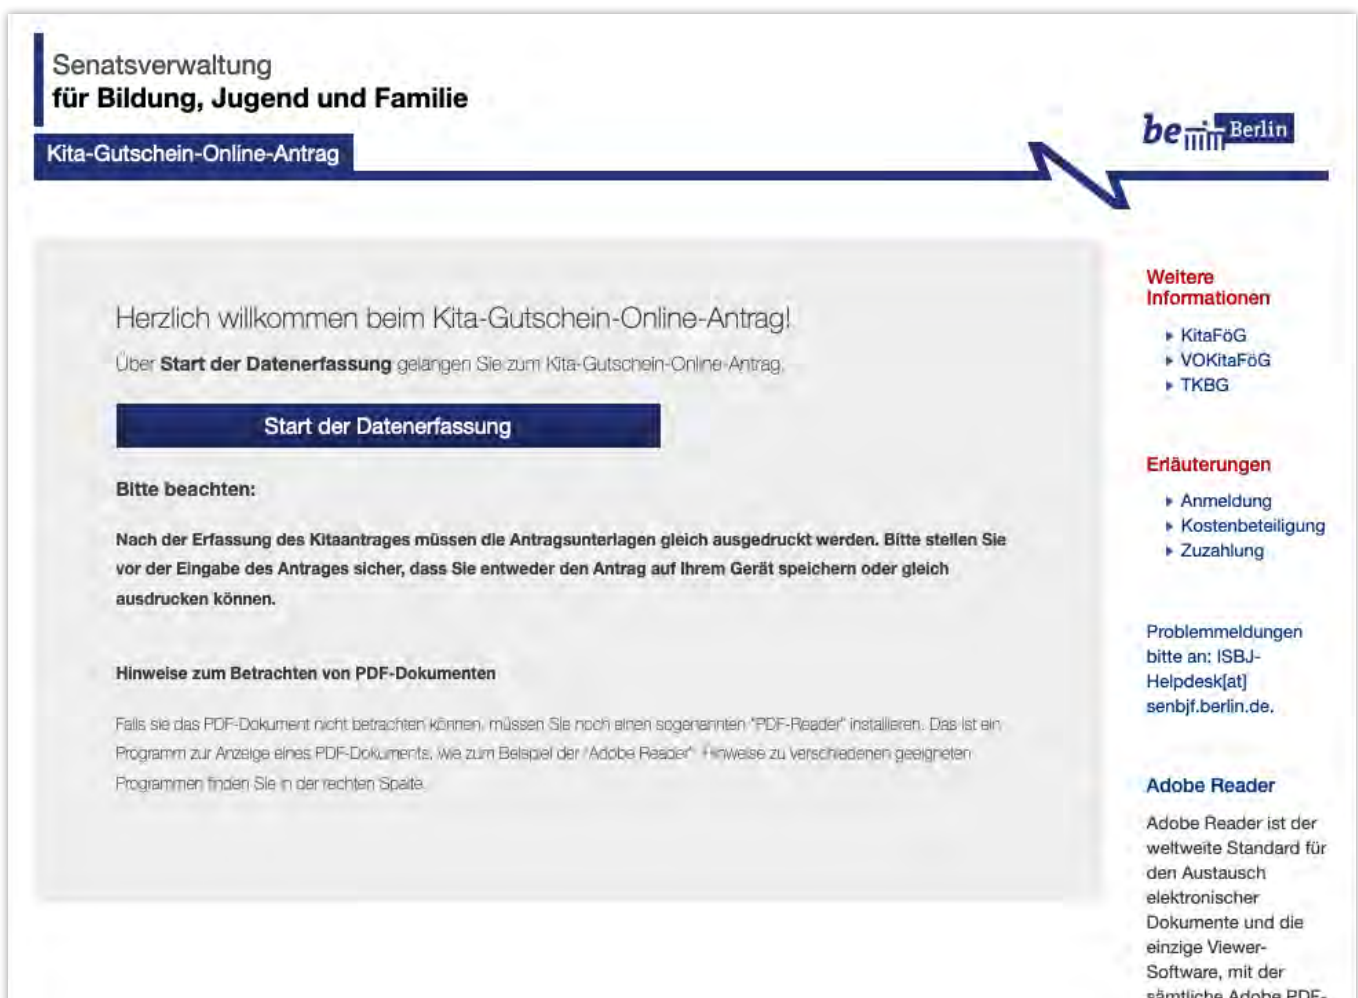 Senatsverwaltung
für Bildung, Jugend und Familie
Kita-Gutschein-Online-Antrag
be Berlin
Herzlich willkommen beim Kita-Gutschein-Online-Antrag!
Über Start der Datenerfassung gelangen Sie zum Kita-Gutschein-Online-Antrag.
Start der Datenerfassung
Bitte beachten:
Nach der Erfassung des Kitaantrages müssen die Antragsunterlagen gleich ausgedruckt werden. Bitte stellen Sie
vor der Eingabe des Antrages sicher, dass Sie entweder den Antrag auf Ihrem Gerät speichern oder gleich
ausdrucken können.
Hinweise zum Betrachten von PDF-Dokumenten
Falls sie das PDF-Dokument nicht betrachten können, müssen Sie noch einen sogenannten "PDF-Reader" installieren. Das ist ein
Programm zur Anzeige eines PDF-Dokuments, wie zum Beispiel der "Adobe Reader". Hinweise zu verschiedenen geeigneten
Programmen finden Sie in der rechten Spalte.
Weitere
Informationen
KitaFöG
VOKitaFöG
TKBG
Erläuterungen
Anmeldung
Kostenbeteiligung
Zuzahlung
Problemmeldungen
bitte an: ISBJ-
Helpdesk[at]
senbjf.berlin.de.
Adobe Reader
Adobe Reader ist der
weltweite Standard für
den Austausch
elektronischer
Dokumente und die
einzige Viewer-
Software, mit der
sämtliche Adobe PDF-